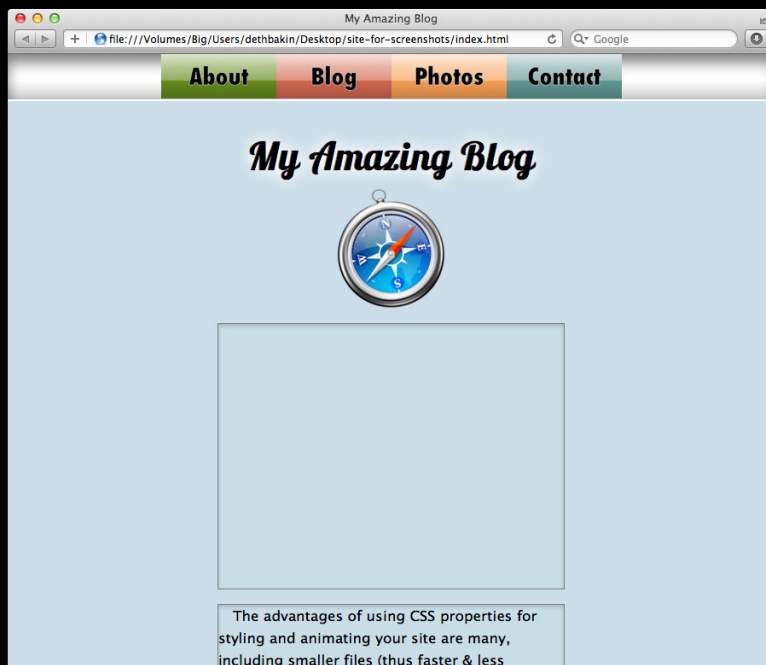 My Amazing Blog
file:///Volumes/Big/Users/dethbakin/Desktop/site-for-screenshots/index.html
Google
About Blog Photos Contact
My Amazing Blog
N
E
W
S
The advantages of using CSS properties for
styling and animating your site are many,
including smaller files (thus faster & less